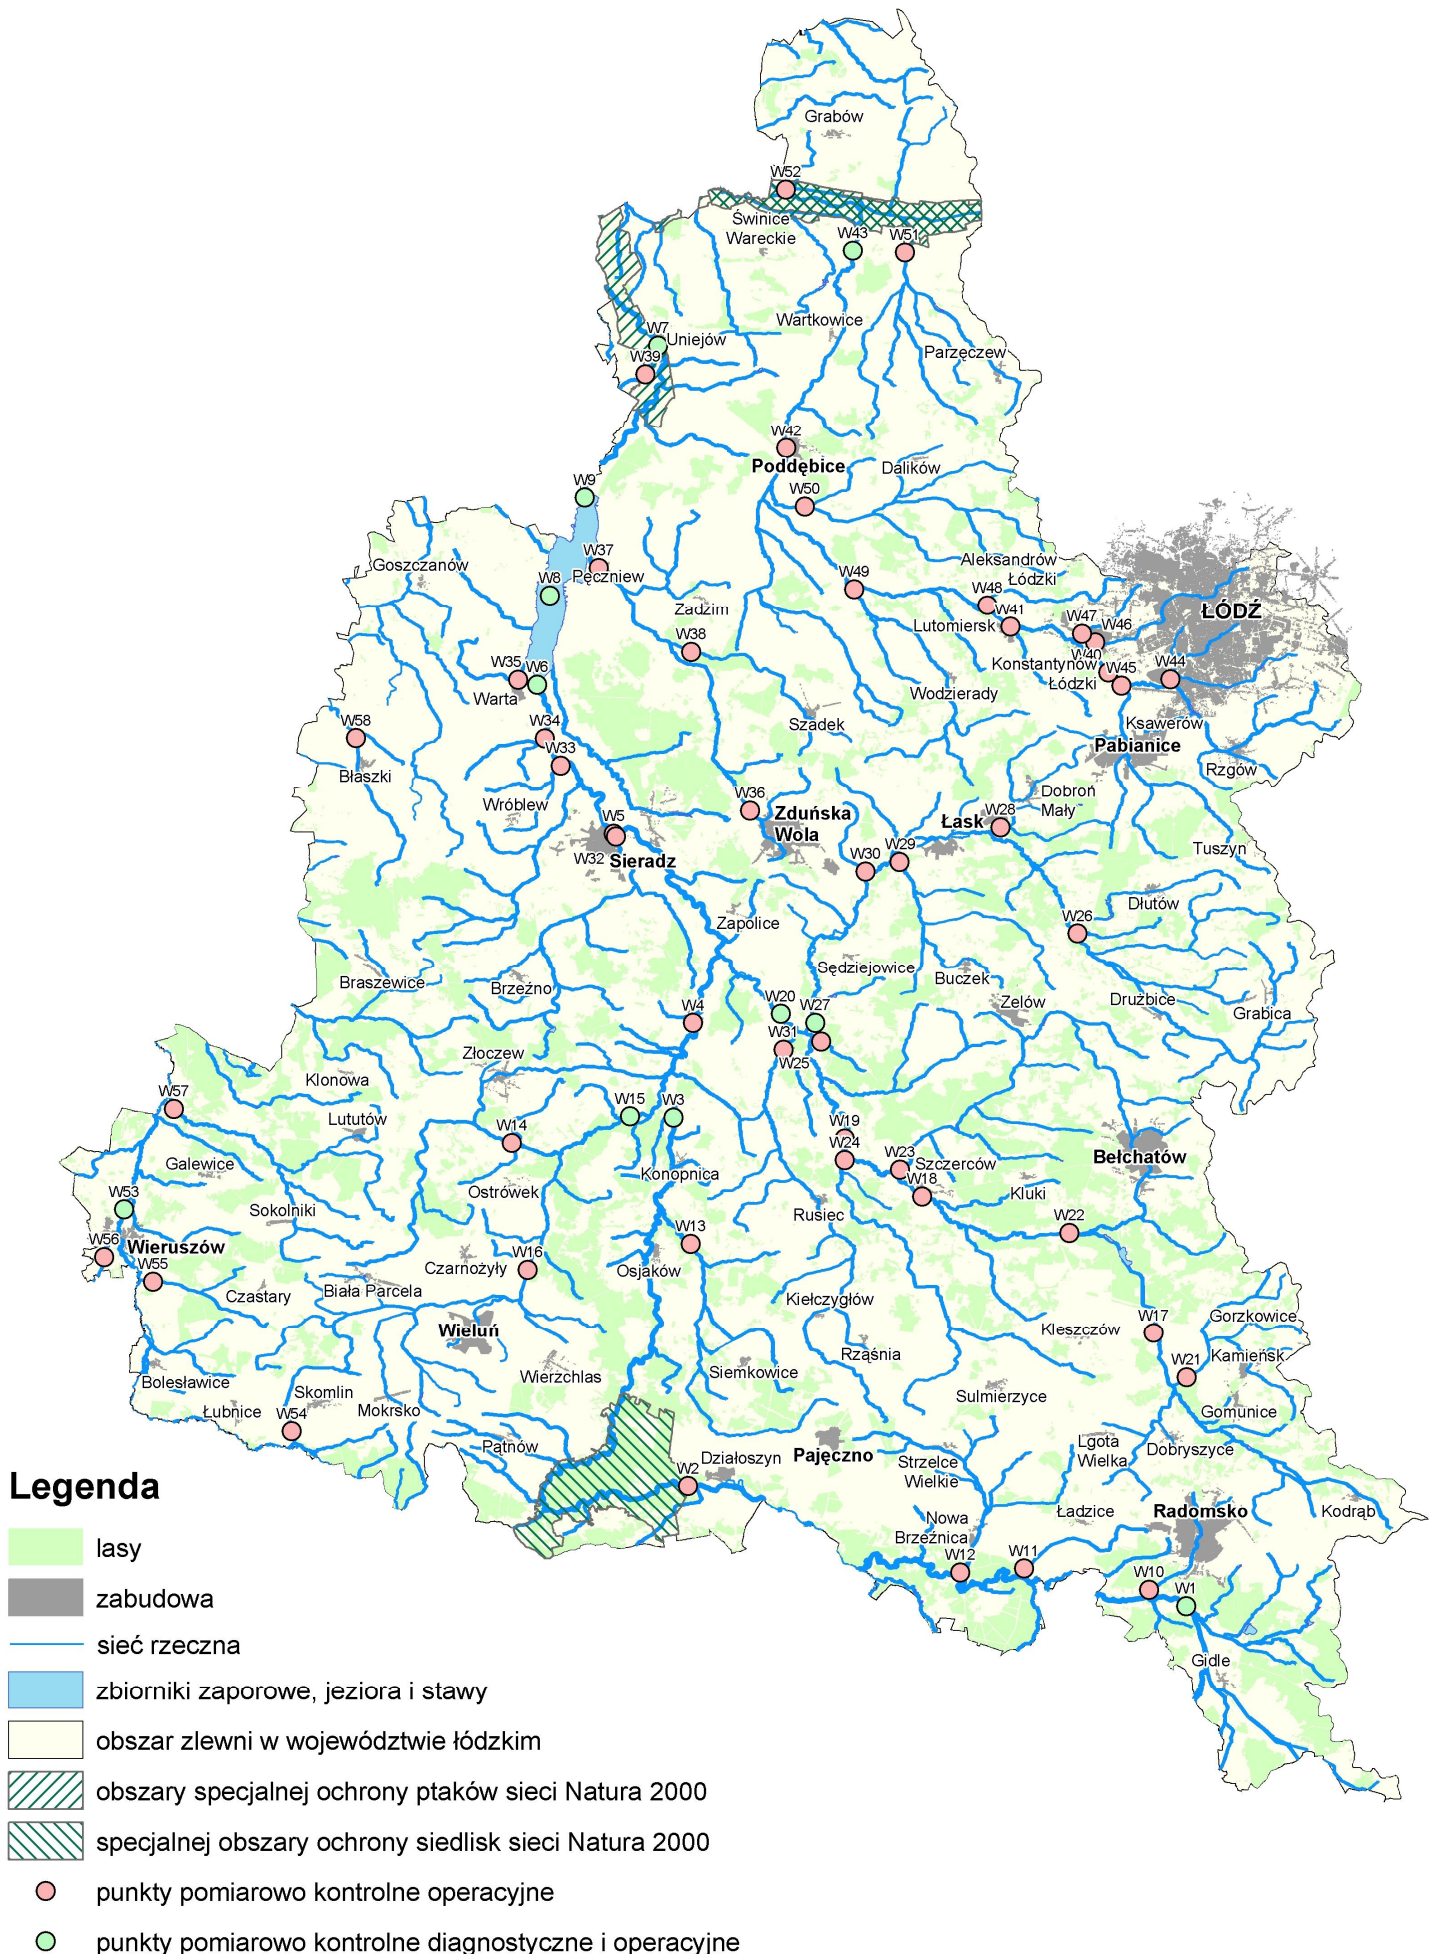 Grabów
W52
Świnice
Wareckie
W43
W51
Wartkowice
W7
Uniejów
W39
Parzęczew
W42
Poddębice
Dalików
W9
W50
W37
Pęczniew
Goszczanów
W8
Aleksandrów
Łódzki
W49
W48
W41
Lutomiersk
W47
W46
ŁÓDŹ
Zadzim
W38
W40
Konstantynów
Łódzki
W45
W44
W35
W6
Warta
Wodzierady
W58
W34
W33
Szadek
Ksawerów
Pabianice
Rzgów
Błaszki
Wróblew
W36
Zduńska
Wola
Dobroń
Mały
W5
W32
Sieradz
Łask
W28
W30
W29
Tuszyn
Dłutów
W26
Zapolice
Sędziejowice
Buczek
Braszewice
Brzeźno
W4
W20
W27
Zelów
Drużbice
Grabica
W31
W25
Złoczew
Klonowa
W57
Lututów
W15
W3
W14
W19
W24
W23
Szczerców
W18
Bełchatów
Galewice
Konopnica
Ostrówek
Kluki
W53
Sokolniki
Rusiec
W22
W56
Wieruszów
W13
W55
Czarnożyły
W16
Osjaków
Czastary
Biała Parcela
Kiełczygłów
Wieluń
Kleszczów
W17
Gorzkowice
Rząśnia
W21
Kamieńsk
Bolesławice
Wierzchlas
Siemkowice
Skomlin
Sulmierzyce
Łubnice
W54
Mokrsko
Gomunice
Pątnów
Działoszyn
Pajęczno
Lgota
Wielka
Dobryszyce
Strzelce
Wielkie
W2
Nowa
Brzeźnica
Ładzice
Radomsko
Kodrąb
W12
W11
W10
W1
Gidle
Legenda
lasy
zabudowa
sieć rzeczna
zbiorniki zaporowe, jeziora i stawy
obszar zlewni w województwie łódzkim
obszary specjalnej ochrony ptaków sieci Natura 2000
specjalnej obszary ochrony siedlisk sieci Natura 2000
punkty pomiarowo kontrolne operacyjne
punkty pomiarowo kontrolne diagnostyczne i operacyjne